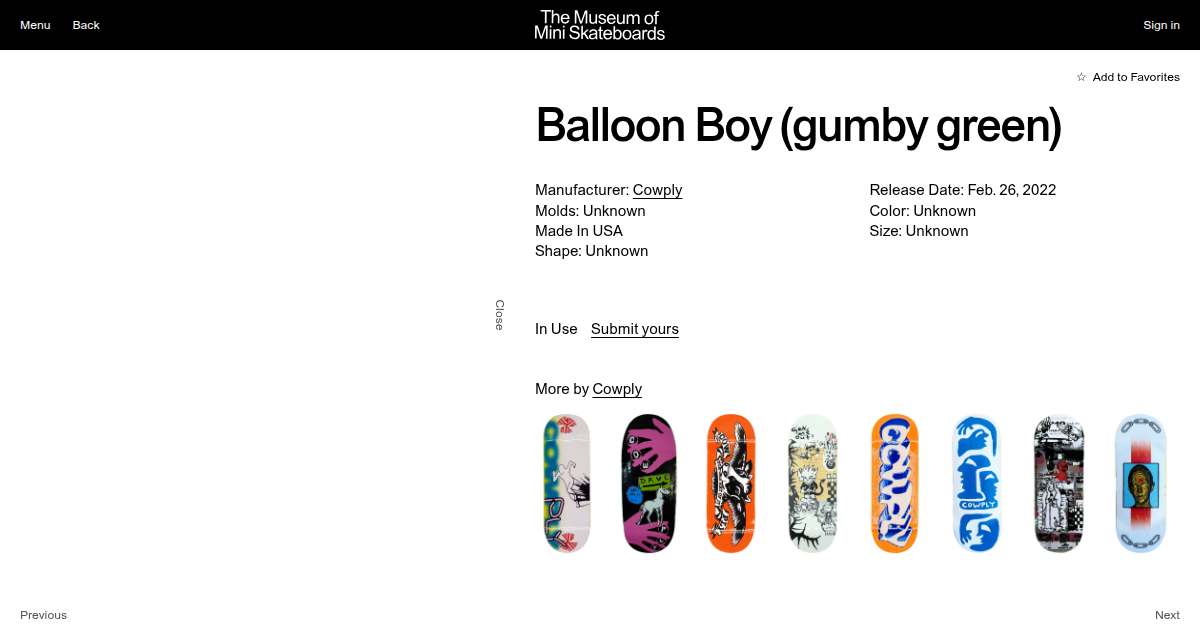 Menu
Back
The Museum of
Mini Skateboards
Sign in
☆ Add to Favorites
Balloon Boy (gumby green)
Manufacturer: Cowply
Molds: Unknown
Made In USA
Shape: Unknown
Release Date: Feb. 26, 2022
Color: Unknown
Size: Unknown
Close
In Use Submit yours
More by Cowply
COWPLY
COWPLY
Previous
Next